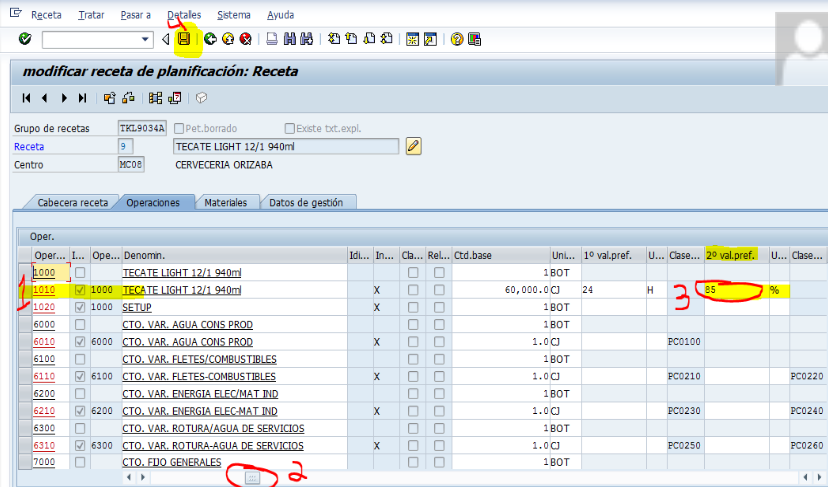 Receta Tratar Pasar a Detalles Sistema Ayuda
4
modificar receta de planificación: Receta
Grupo de recetas TKL9034A Pet.borrado Existe txt.expl.
Receta 9 TECATE LIGHT 12/1 940ml
Centro MC08 CERVECERIA ORIZABA
Cabecera receta Operaciones Materiales Datos de gestión
Oper.
Oper... I... Ope... Denomin. Idi... In... Cla... Rel... Ctd.base Uni... 1º val.pref. U... Clase... 2º val.pref. U... Clase...
1000 TECATE LIGHT 12/1 940ml 1 BOT
1 1010 1000 TECATE LIGHT 12/1 940ml X 60,000.0 CJ 24 H 3 85 %
1020 1000 SETUP X 1 BOT
6000 CTO. VAR. AGUA CONS PROD 1 BOT
6010 6000 CTO. VAR. AGUA CONS PROD X 1.0 CJ PC0100
6100 CTO. VAR. FLETES/COMBUSTIBLES 1 BOT
6110 6100 CTO. VAR. FLETES-COMBUSTIBLES X 1.0 CJ PC0210 PC0220
6200 CTO. VAR. ENERGIA ELEC/MAT IND 1 BOT
6210 6200 CTO. VAR. ENERGIA ELEC-MAT IND X 1.0 CJ PC0230 PC0240
6300 CTO. VAR. ROTURA/AGUA DE SERVICIOS 1 BOT
6310 6300 CTO. VAR. ROTURA-AGUA DE SERVICIOS X 1.0 CJ PC0250 PC0260
7000 CTO. FIJO GENERALES 1 BOT
2